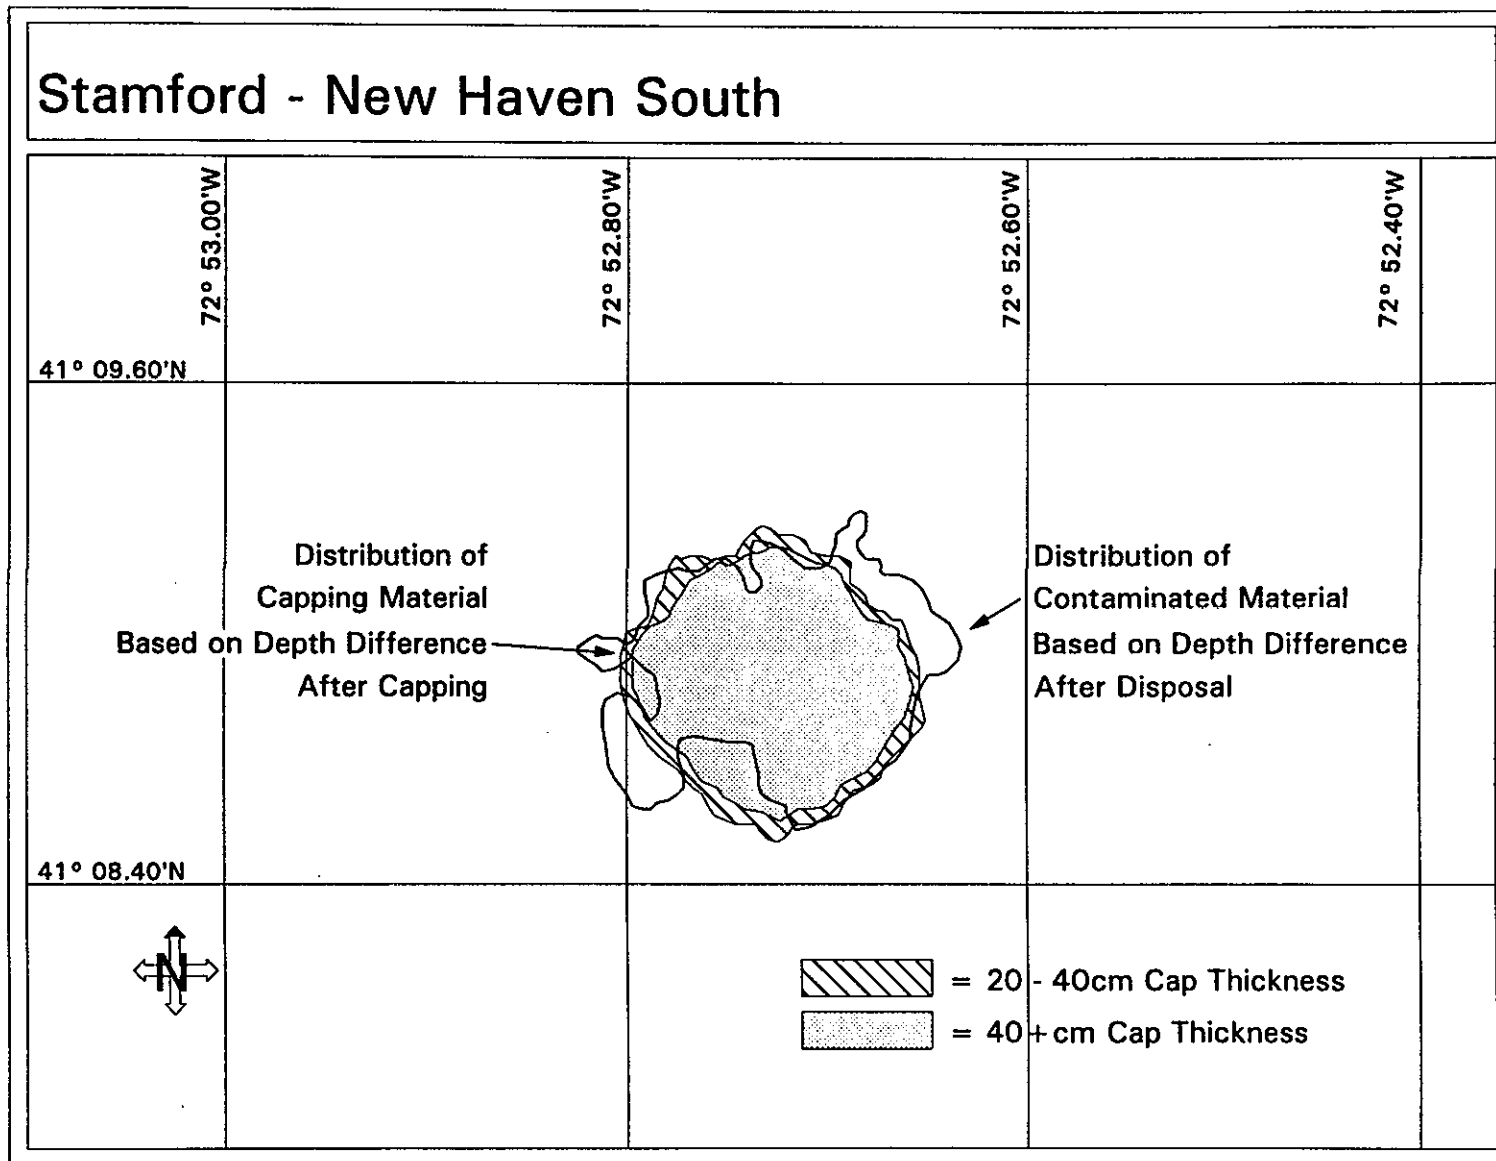 Stamford - New Haven South
72° 53.00'W
72° 52.80'W
72° 52.60'W
72° 52.40'W
41° 09.60'N
Distribution of
Capping Material
Based on Depth Difference
After Capping
Distribution of
Contaminated Material
Based on Depth Difference
After Disposal
41° 08.40'N
N
= 20 - 40cm Cap Thickness
= 40+cm Cap Thickness